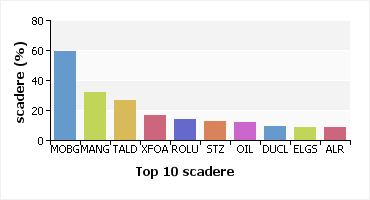 80
60
40
20
0
scadere (%)
MOBG MANG TALD XFOA ROLU STZ OIL DUCL ELGS ALR
Top 10 scadere